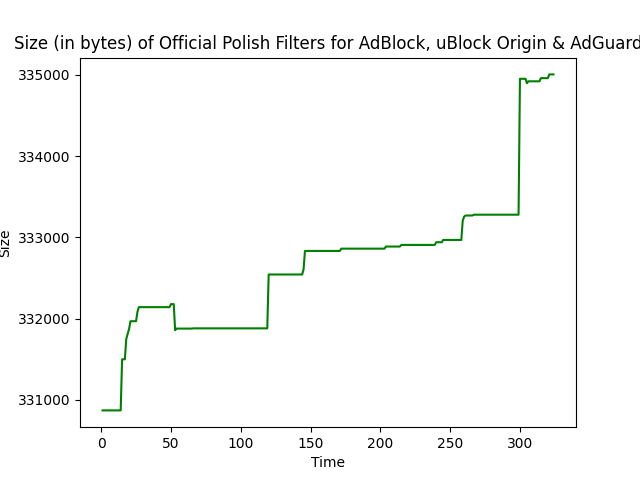 Size (in bytes) of Official Polish Filters for AdBlock, uBlock Origin & AdGuard
335000
334000
333000
332000
331000
Size
0 50 100 150 200 250 300
Time